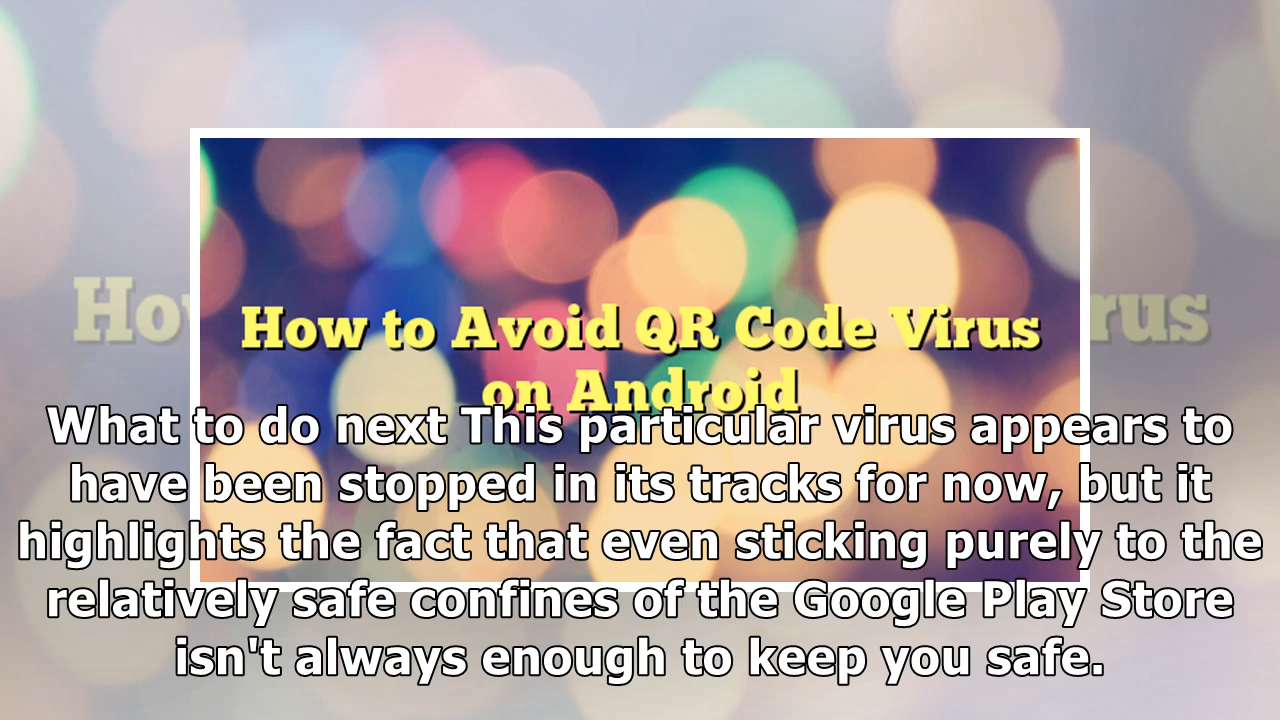 How to Avoid QR Code Virus
on Android
Hov
rus
What to do next This particular virus appears to
have been stopped in its tracks for now, but it
highlights the fact that even sticking purely to the
relatively safe confines of the Google Play Store
isn't always enough to keep you safe.